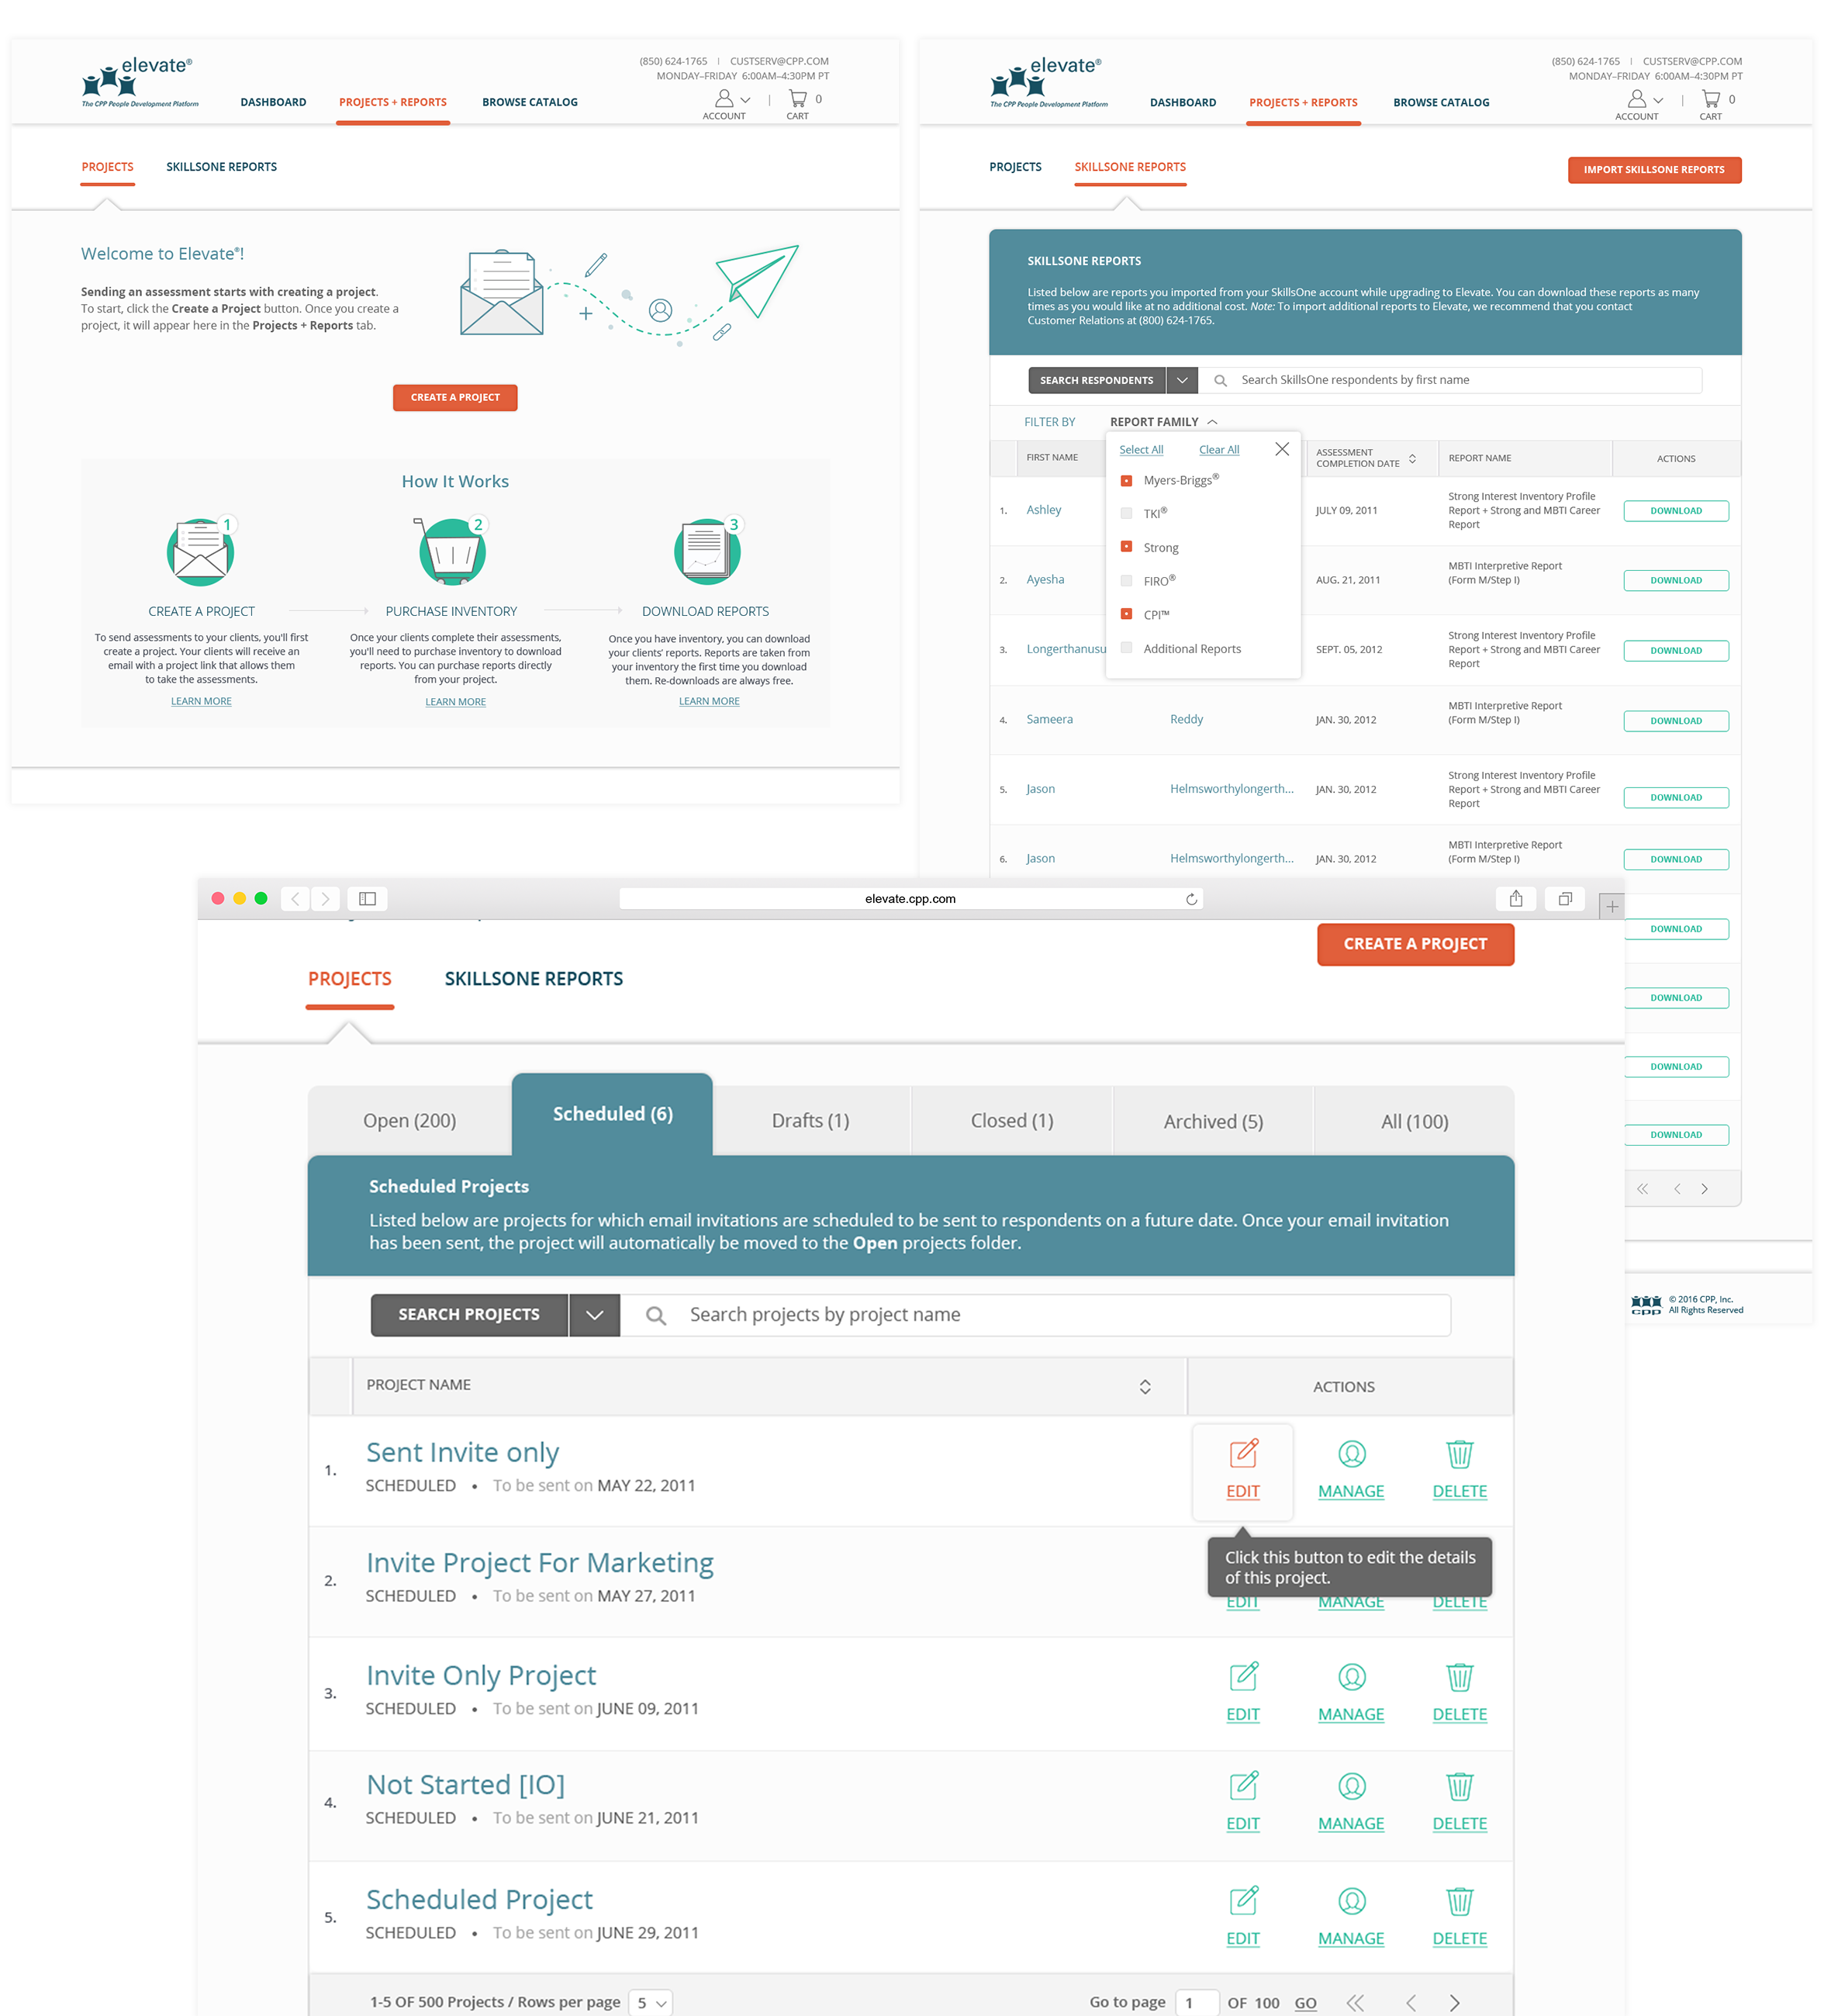 elevate®
The CPP People Development Platform
(850) 624-1765 | CUSTSERV@CPP.COM
MONDAY–FRIDAY 6:00AM–4:30PM PT
DASHBOARD
PROJECTS + REPORTS
BROWSE CATALOG
ACCOUNT
|
CART
0
PROJECTS
SKILLSONE REPORTS
Welcome to Elevate®!
Sending an assessment starts with creating a project.
To start, click the Create a Project button. Once you create a
project, it will appear here in the Projects + Reports tab.
CREATE A PROJECT
How It Works
1
CREATE A PROJECT
To send assessments to your clients, you'll first
create a project. Your clients will receive an
email with a project link that allows them
to take the assessments.
LEARN MORE
2
PURCHASE INVENTORY
Once your clients complete their assessments,
you'll need to purchase inventory to download
reports. You can purchase reports directly
from your project.
LEARN MORE
3
DOWNLOAD REPORTS
Once you have inventory, you can download
your clients' reports. Reports are taken from
your inventory the first time you download
them. Re-downloads are always free.
LEARN MORE
elevate®
The CPP People Development Platform
(850) 624-1765 | CUSTSERV@CPP.COM
MONDAY–FRIDAY 6:00AM–4:30PM PT
DASHBOARD
PROJECTS + REPORTS
BROWSE CATALOG
ACCOUNT
|
CART
0
PROJECTS
SKILLSONE REPORTS
IMPORT SKILLSONE REPORTS
SKILLSONE REPORTS
Listed below are reports you imported from your SkillsOne account while upgrading to Elevate. You can download these reports as many
times as you would like at no additional cost. Note: To import additional reports to Elevate, we recommend that you contact
Customer Relations at (800) 624-1765.
SEARCH RESPONDENTS
Search SkillsOne respondents by first name
FILTER BY
REPORT FAMILY
Select All
Clear All
Myers-Briggs®
TKI®
Strong
FIRO®
CPI™
Additional Reports
FIRST NAME
ASSESSMENT
COMPLETION DATE
REPORT NAME
ACTIONS
1.
Ashley
JULY 09, 2011
Strong Interest Inventory Profile
Report + Strong and MBTI Career
Report
DOWNLOAD
2.
Ayesha
AUG. 21, 2011
MBTI Interpretive Report
(Form M/Step I)
DOWNLOAD
3.
Longerthanusu
SEPT. 05, 2012
Strong Interest Inventory Profile
Report + Strong and MBTI Career
Report
DOWNLOAD
4.
Sameera
Reddy
JAN. 30, 2012
MBTI Interpretive Report
(Form M/Step I)
DOWNLOAD
5.
Jason
Helmsworthylongerth...
JAN. 30, 2012
Strong Interest Inventory Profile
Report + Strong and MBTI Career
Report
DOWNLOAD
6.
Jason
Helmsworthylongerth...
JAN. 30, 2012
MBTI Interpretive Report
(Form M/Step I)
DOWNLOAD
DOWNLOAD
DOWNLOAD
DOWNLOAD
DOWNLOAD
cpp
© 2016 CPP, Inc.
All Rights Reserved
elevate.cpp.com
CREATE A PROJECT
PROJECTS
SKILLSONE REPORTS
Open (200)
Scheduled (6)
Drafts (1)
Closed (1)
Archived (5)
All (100)
Scheduled Projects
Listed below are projects for which email invitations are scheduled to be sent to respondents on a future date. Once your email invitation
has been sent, the project will automatically be moved to the Open projects folder.
SEARCH PROJECTS
Search projects by project name
PROJECT NAME
ACTIONS
1.
Sent Invite only
SCHEDULED • To be sent on MAY 22, 2011
EDIT
MANAGE
DELETE
Click this button to edit the details
of this project.
2.
Invite Project For Marketing
SCHEDULED • To be sent on MAY 27, 2011
EDIT
MANAGE
DELETE
3.
Invite Only Project
SCHEDULED • To be sent on JUNE 09, 2011
EDIT
MANAGE
DELETE
4.
Not Started [IO]
SCHEDULED • To be sent on JUNE 21, 2011
EDIT
MANAGE
DELETE
5.
Scheduled Project
SCHEDULED • To be sent on JUNE 29, 2011
EDIT
MANAGE
DELETE
1-5 OF 500 Projects / Rows per page 5
Go to page 1 OF 100 GO